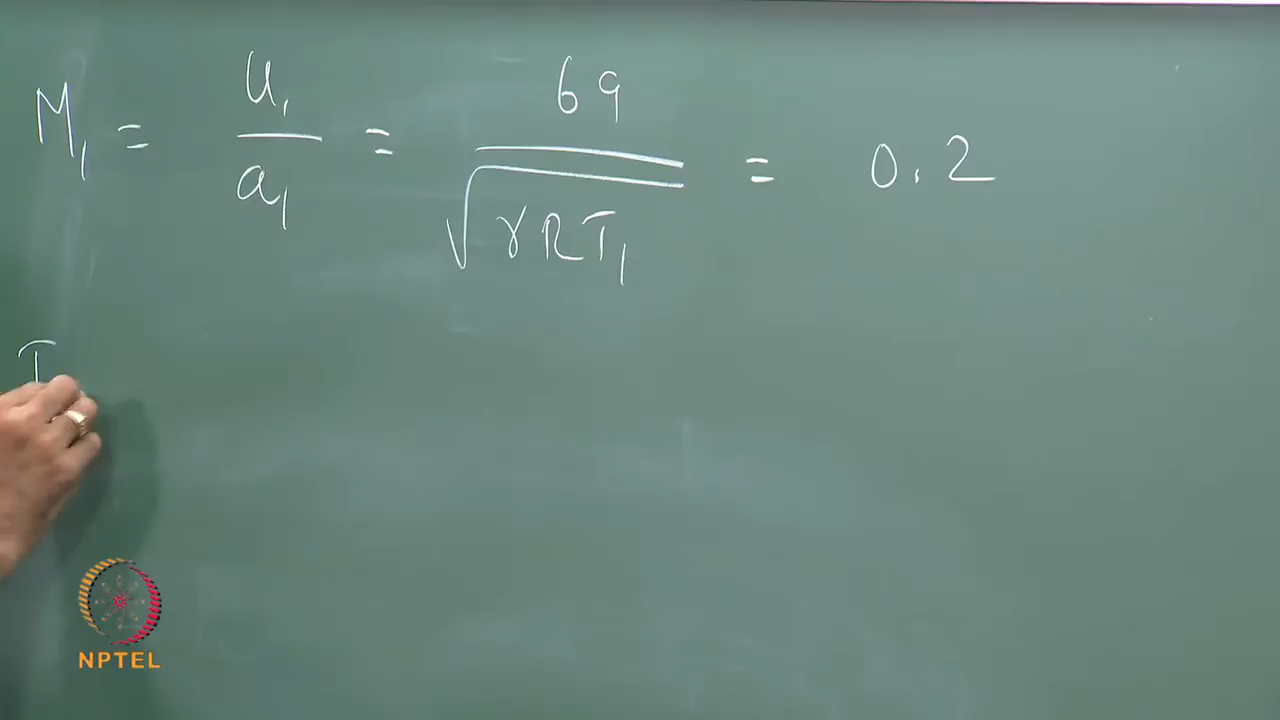 M₁ = u₁ / a₁ = 69 / √(γRT₁) = 0.2
T
NPTEL